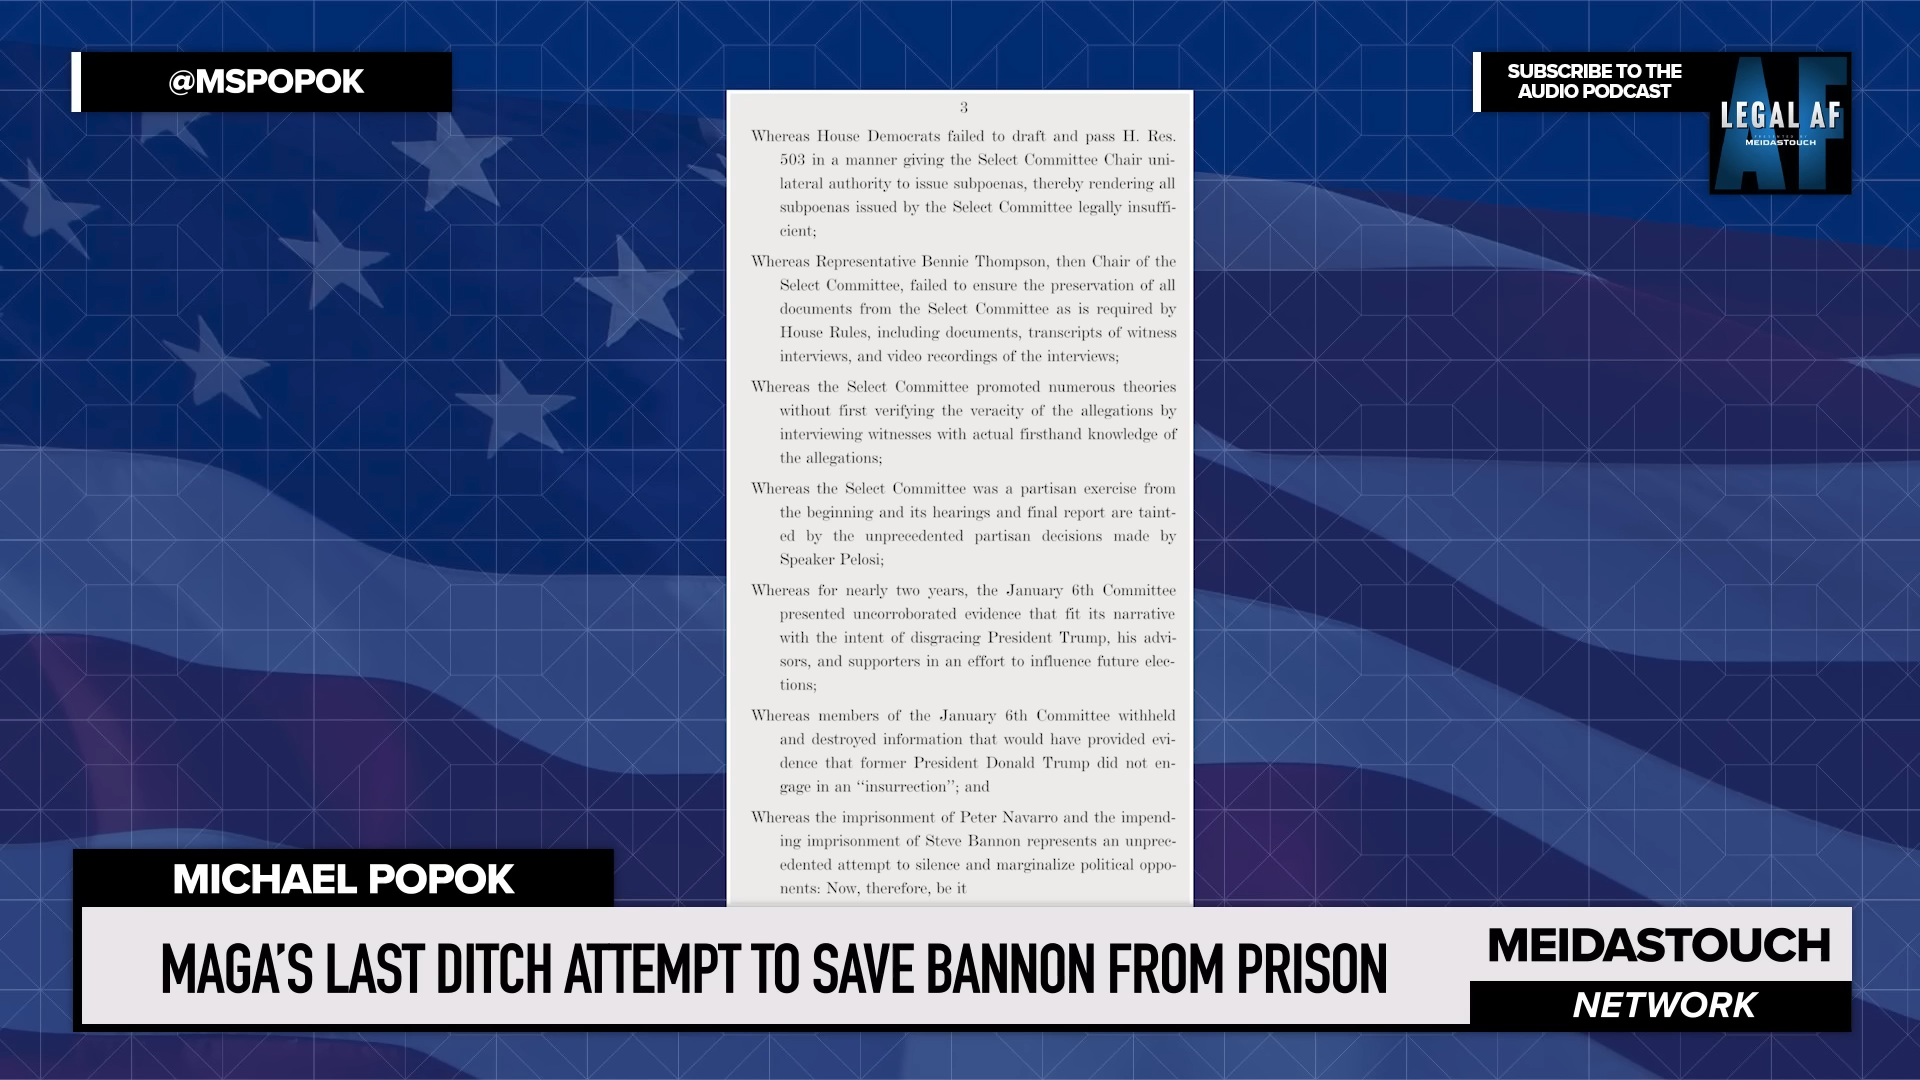 @MSPOPOK
SUBSCRIBE TO THE
AUDIO PODCAST
AF
LEGAL AF
PRESENTED BY
MEIDASTOUCH
3
Whereas House Democrats failed to draft and pass H. Res.
503 in a manner giving the Select Committee Chair uni-
lateral authority to issue subpoenas, thereby rendering all
subpoenas issued by the Select Committee legally insuffi-
cient;
Whereas Representative Bennie Thompson, then Chair of the
Select Committee, failed to ensure the preservation of all
documents from the Select Committee as is required by
House Rules, including documents, transcripts of witness
interviews, and video recordings of the interviews;
Whereas the Select Committee promoted numerous theories
without first verifying the veracity of the allegations by
interviewing witnesses with actual firsthand knowledge of
the allegations;
Whereas the Select Committee was a partisan exercise from
the beginning and its hearings and final report are taint-
ed by the unprecedented partisan decisions made by
Speaker Pelosi;
Whereas for nearly two years, the January 6th Committee
presented uncorroborated evidence that fit its narrative
with the intent of disgracing President Trump, his advi-
sors, and supporters in an effort to influence future elec-
tions;
Whereas members of the January 6th Committee withheld
and destroyed information that would have provided evi-
dence that former President Donald Trump did not en-
gage in an ‘‘insurrection’’; and
Whereas the imprisonment of Peter Navarro and the impend-
ing imprisonment of Steve Bannon represents an unprec-
edented attempt to silence and marginalize political oppo-
nents: Now, therefore, be it
MICHAEL POPOK
MAGA'S LAST DITCH ATTEMPT TO SAVE BANNON FROM PRISON
MEIDASTOUCH
NETWORK